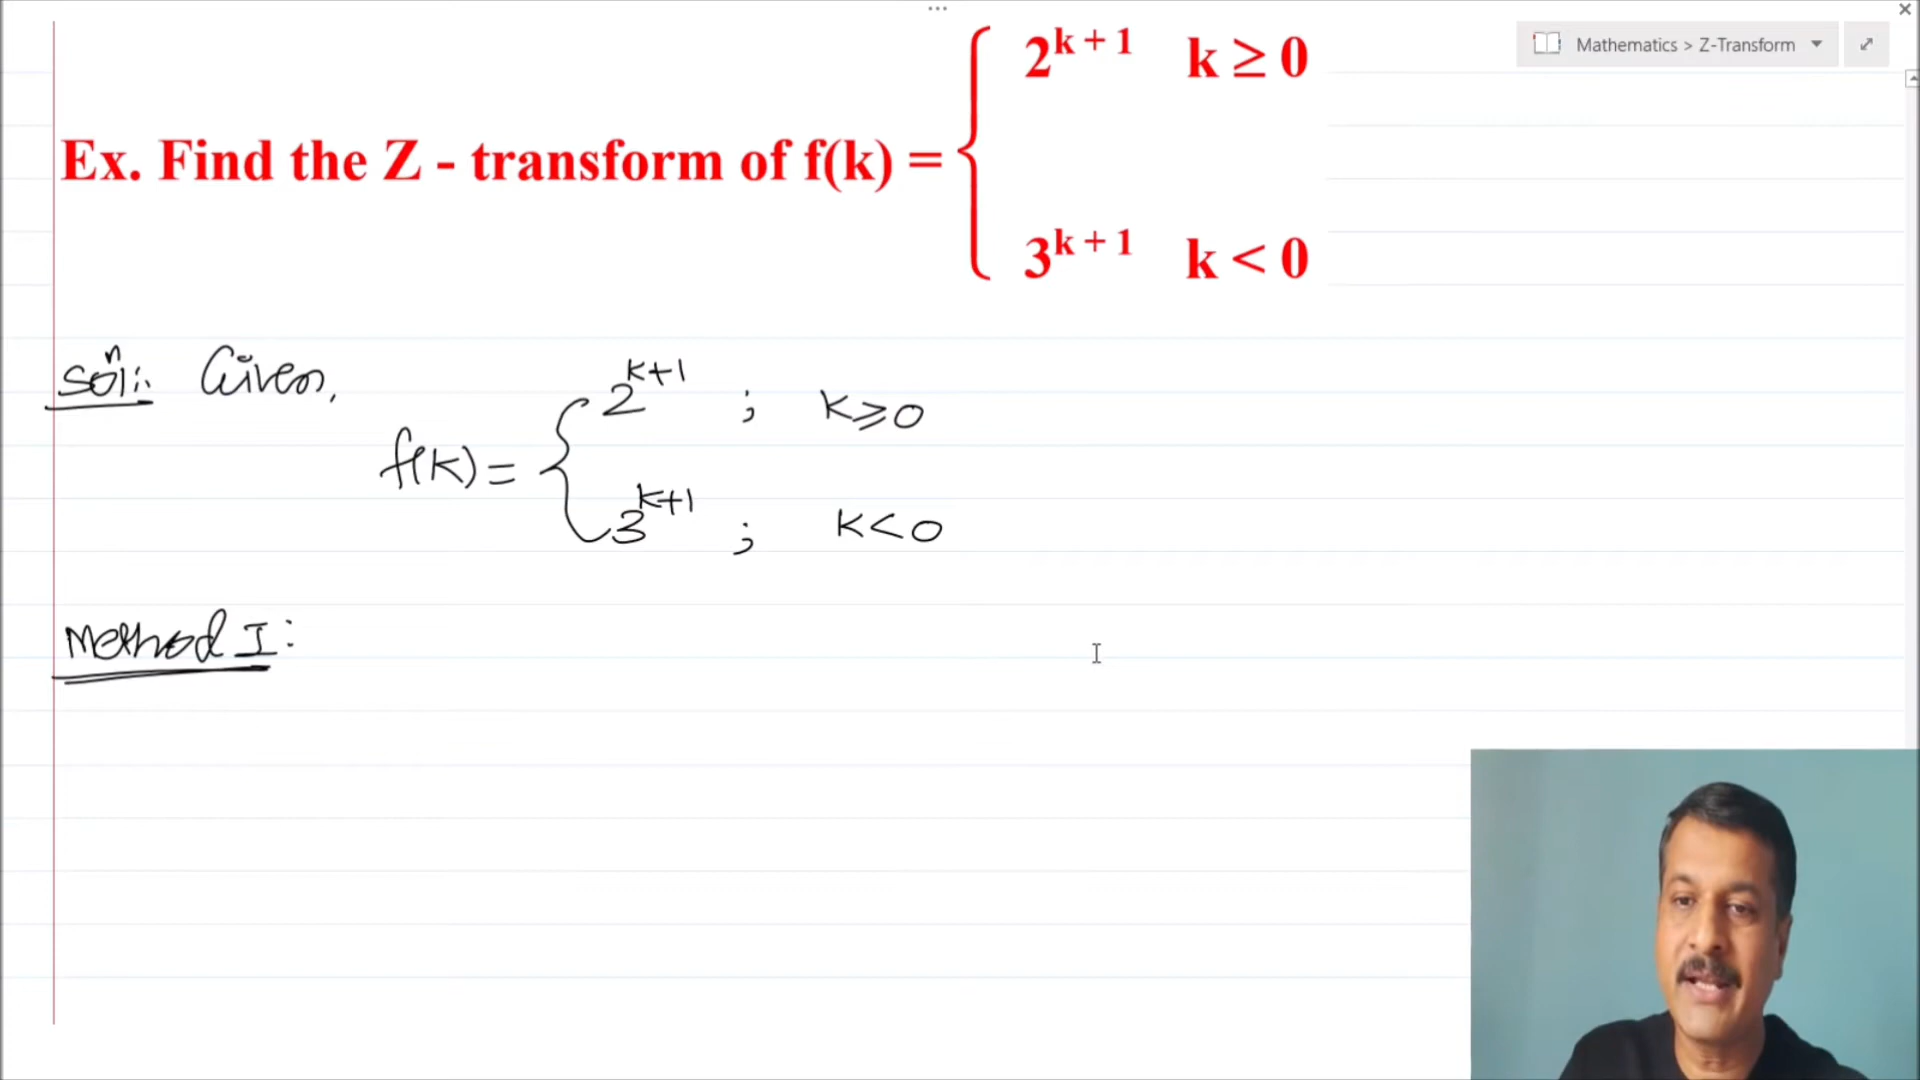 Mathematics > Z-Transform
Ex. Find the Z - transform of f(k) = { 2^{k + 1} k ≥ 0
3^{k + 1} k < 0
Solⁿ: Given,
f(k) = { 2^{k+1} ; k ≥ 0
3^{k+1} ; k < 0
Method I: